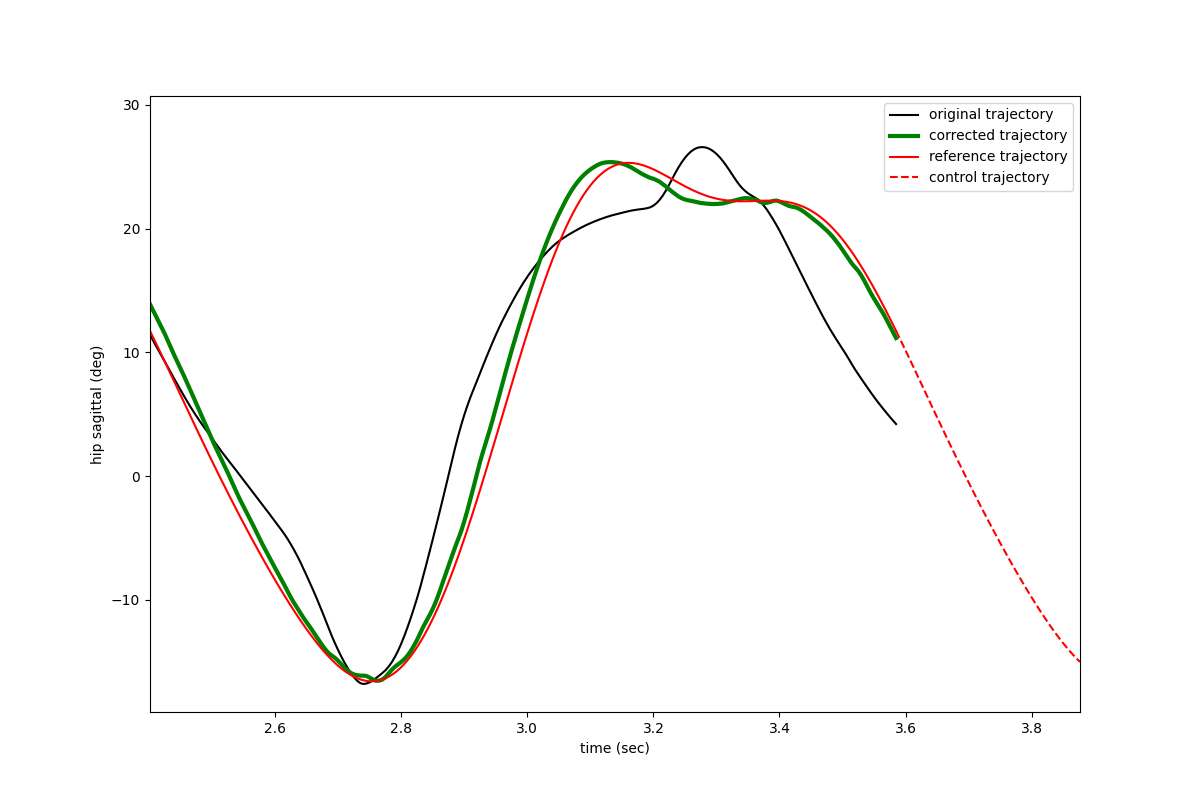 30
20
10
0
−10
2.6
2.8
3.0
3.2
3.4
3.6
3.8
time (sec)
hip sagittal (deg)
original trajectory
corrected trajectory
reference trajectory
control trajectory